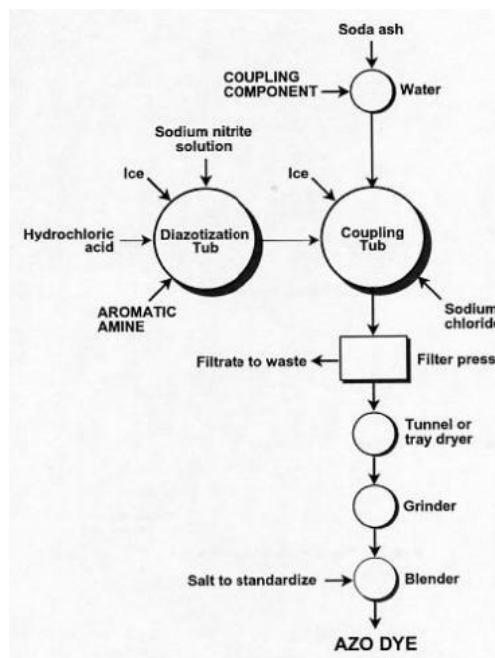 Soda ash
COUPLING
COMPONENT
Water
Sodium nitrite
solution
Ice
Ice
Hydrochloric
acid
Diazotization
Tub
Coupling
Tub
AROMATIC
AMINE
Sodium
chloride
Filtrate to waste
Filter press
Tunnel or
tray dryer
Grinder
Salt to standardize
Blender
AZO DYE